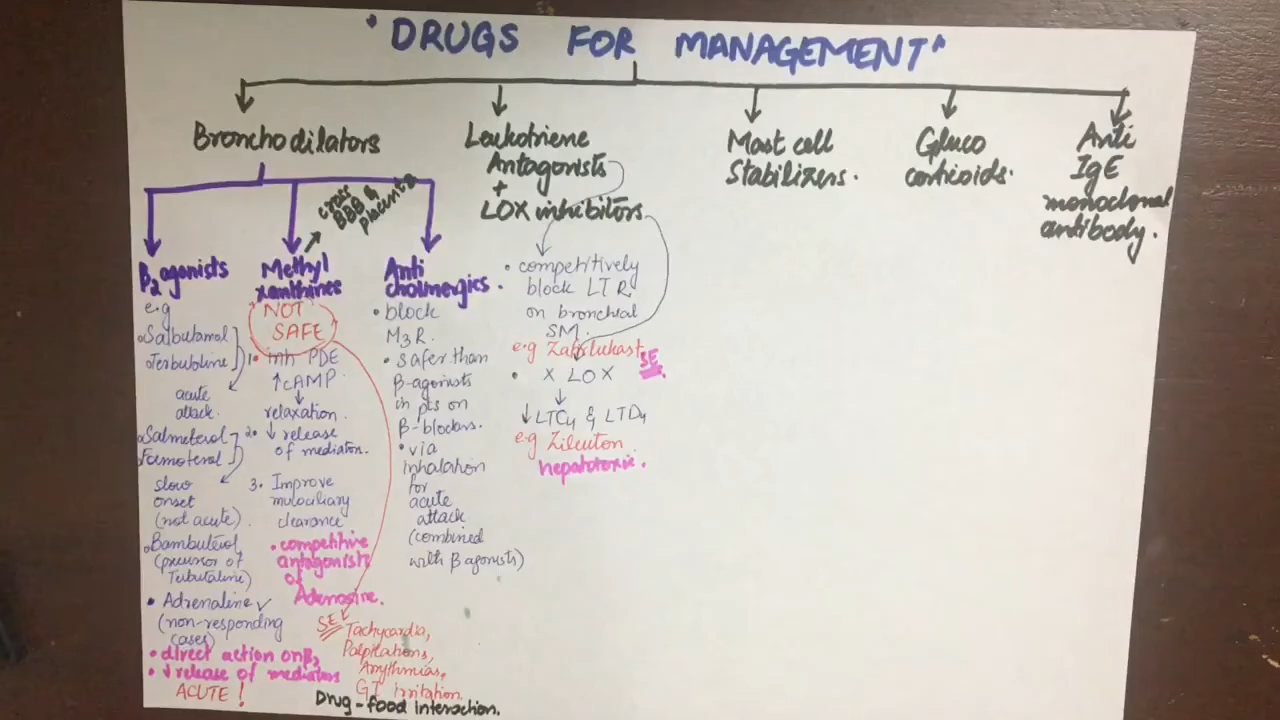 "DRUGS FOR MANAGEMENT"
Bronchodilators
Leukotriene
Antagonists
+
LOX inhibitors
Mast cell
Stabilizers.
Gluco
corticoids.
Anti
IgE
monoclonal
antibody.
cross
BBB &
placenta
β2 agonists
e.g
Salbutamol
Terbutaline
acute
attack.
Salmeterol
Formoterol
slow
onset
(not acute).
Bambuterol
(precursor of
Terbutaline)
• Adrenaline ✓
(non-responding
cases)
• direct action on β2
• ↓ release of mediators
ACUTE !
Methyl
xanthines
NOT
SAFE
1. inh PDE
↑ cAMP
↓
relaxation.
2. ↓ release
of mediators.
3. Improve
mucociliary
clearance
• competitive
antagonists
of
Adenosine.
SE
Tachycardia,
Palpitations,
Arrythmias,
GI Irritation.
Drug-food interaction.
Anti
cholinergics.
• block
M3R.
• safer than
β-agonists
in pts on
β-blockers.
• via
inhalation
for
acute
attack
(combined
with β agonists)
• competitively
block LT R
on bronchial
SM.
e.g Zafirlukast
SE
• X LOX
↓
↓ LTC4 & LTD4
e.g Zileuton
hepatotoxic.